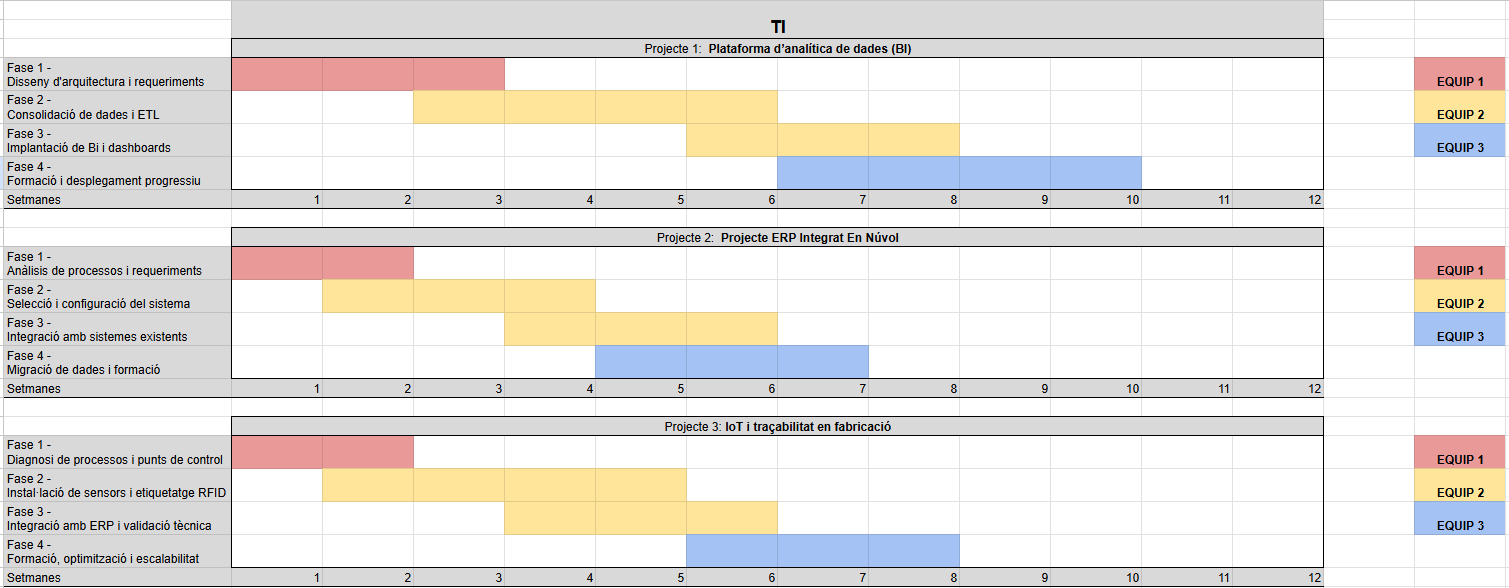 TI
Projecte 1: Plataforma d'analítica de dades (BI)
Fase 1 -
Disseny d'arquitectura i requeriments
EQUIP 1
Fase 2 -
Consolidació de dades i ETL
EQUIP 2
Fase 3 -
Implantació de Bi i dashboards
EQUIP 3
Fase 4 -
Formació i desplegament progressiu
Setmanes 1 2 3 4 5 6 7 8 9 10 11 12
Projecte 2: Projecte ERP Integrat En Núvol
Fase 1 -
Anàlisis de processos i requeriments
EQUIP 1
Fase 2 -
Selecció i configuració del sistema
EQUIP 2
Fase 3 -
Integració amb sistemes existents
EQUIP 3
Fase 4 -
Migració de dades i formació
Setmanes 1 2 3 4 5 6 7 8 9 10 11 12
Projecte 3: IoT i traçabilitat en fabricació
Fase 1 -
Diagnosi de processos i punts de control
EQUIP 1
Fase 2 -
Instal·lació de sensors i etiquetatge RFID
EQUIP 2
Fase 3 -
Integració amb ERP i validació tècnica
EQUIP 3
Fase 4 -
Formació, optimització i escalabilitat
Setmanes 1 2 3 4 5 6 7 8 9 10 11 12